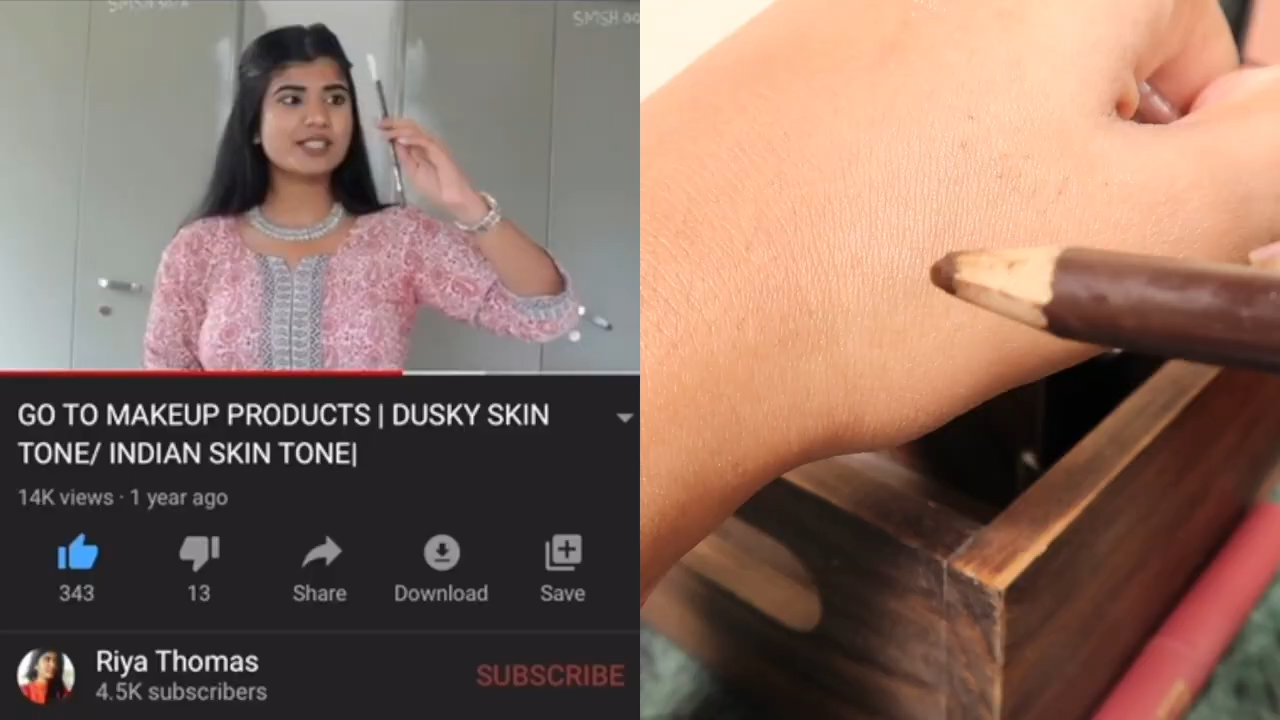 GO TO MAKEUP PRODUCTS | DUSKY SKIN
TONE/ INDIAN SKIN TONE|
14K views · 1 year ago
343
13
Share
Download
Save
Riya Thomas
4.5K subscribers
SUBSCRIBE